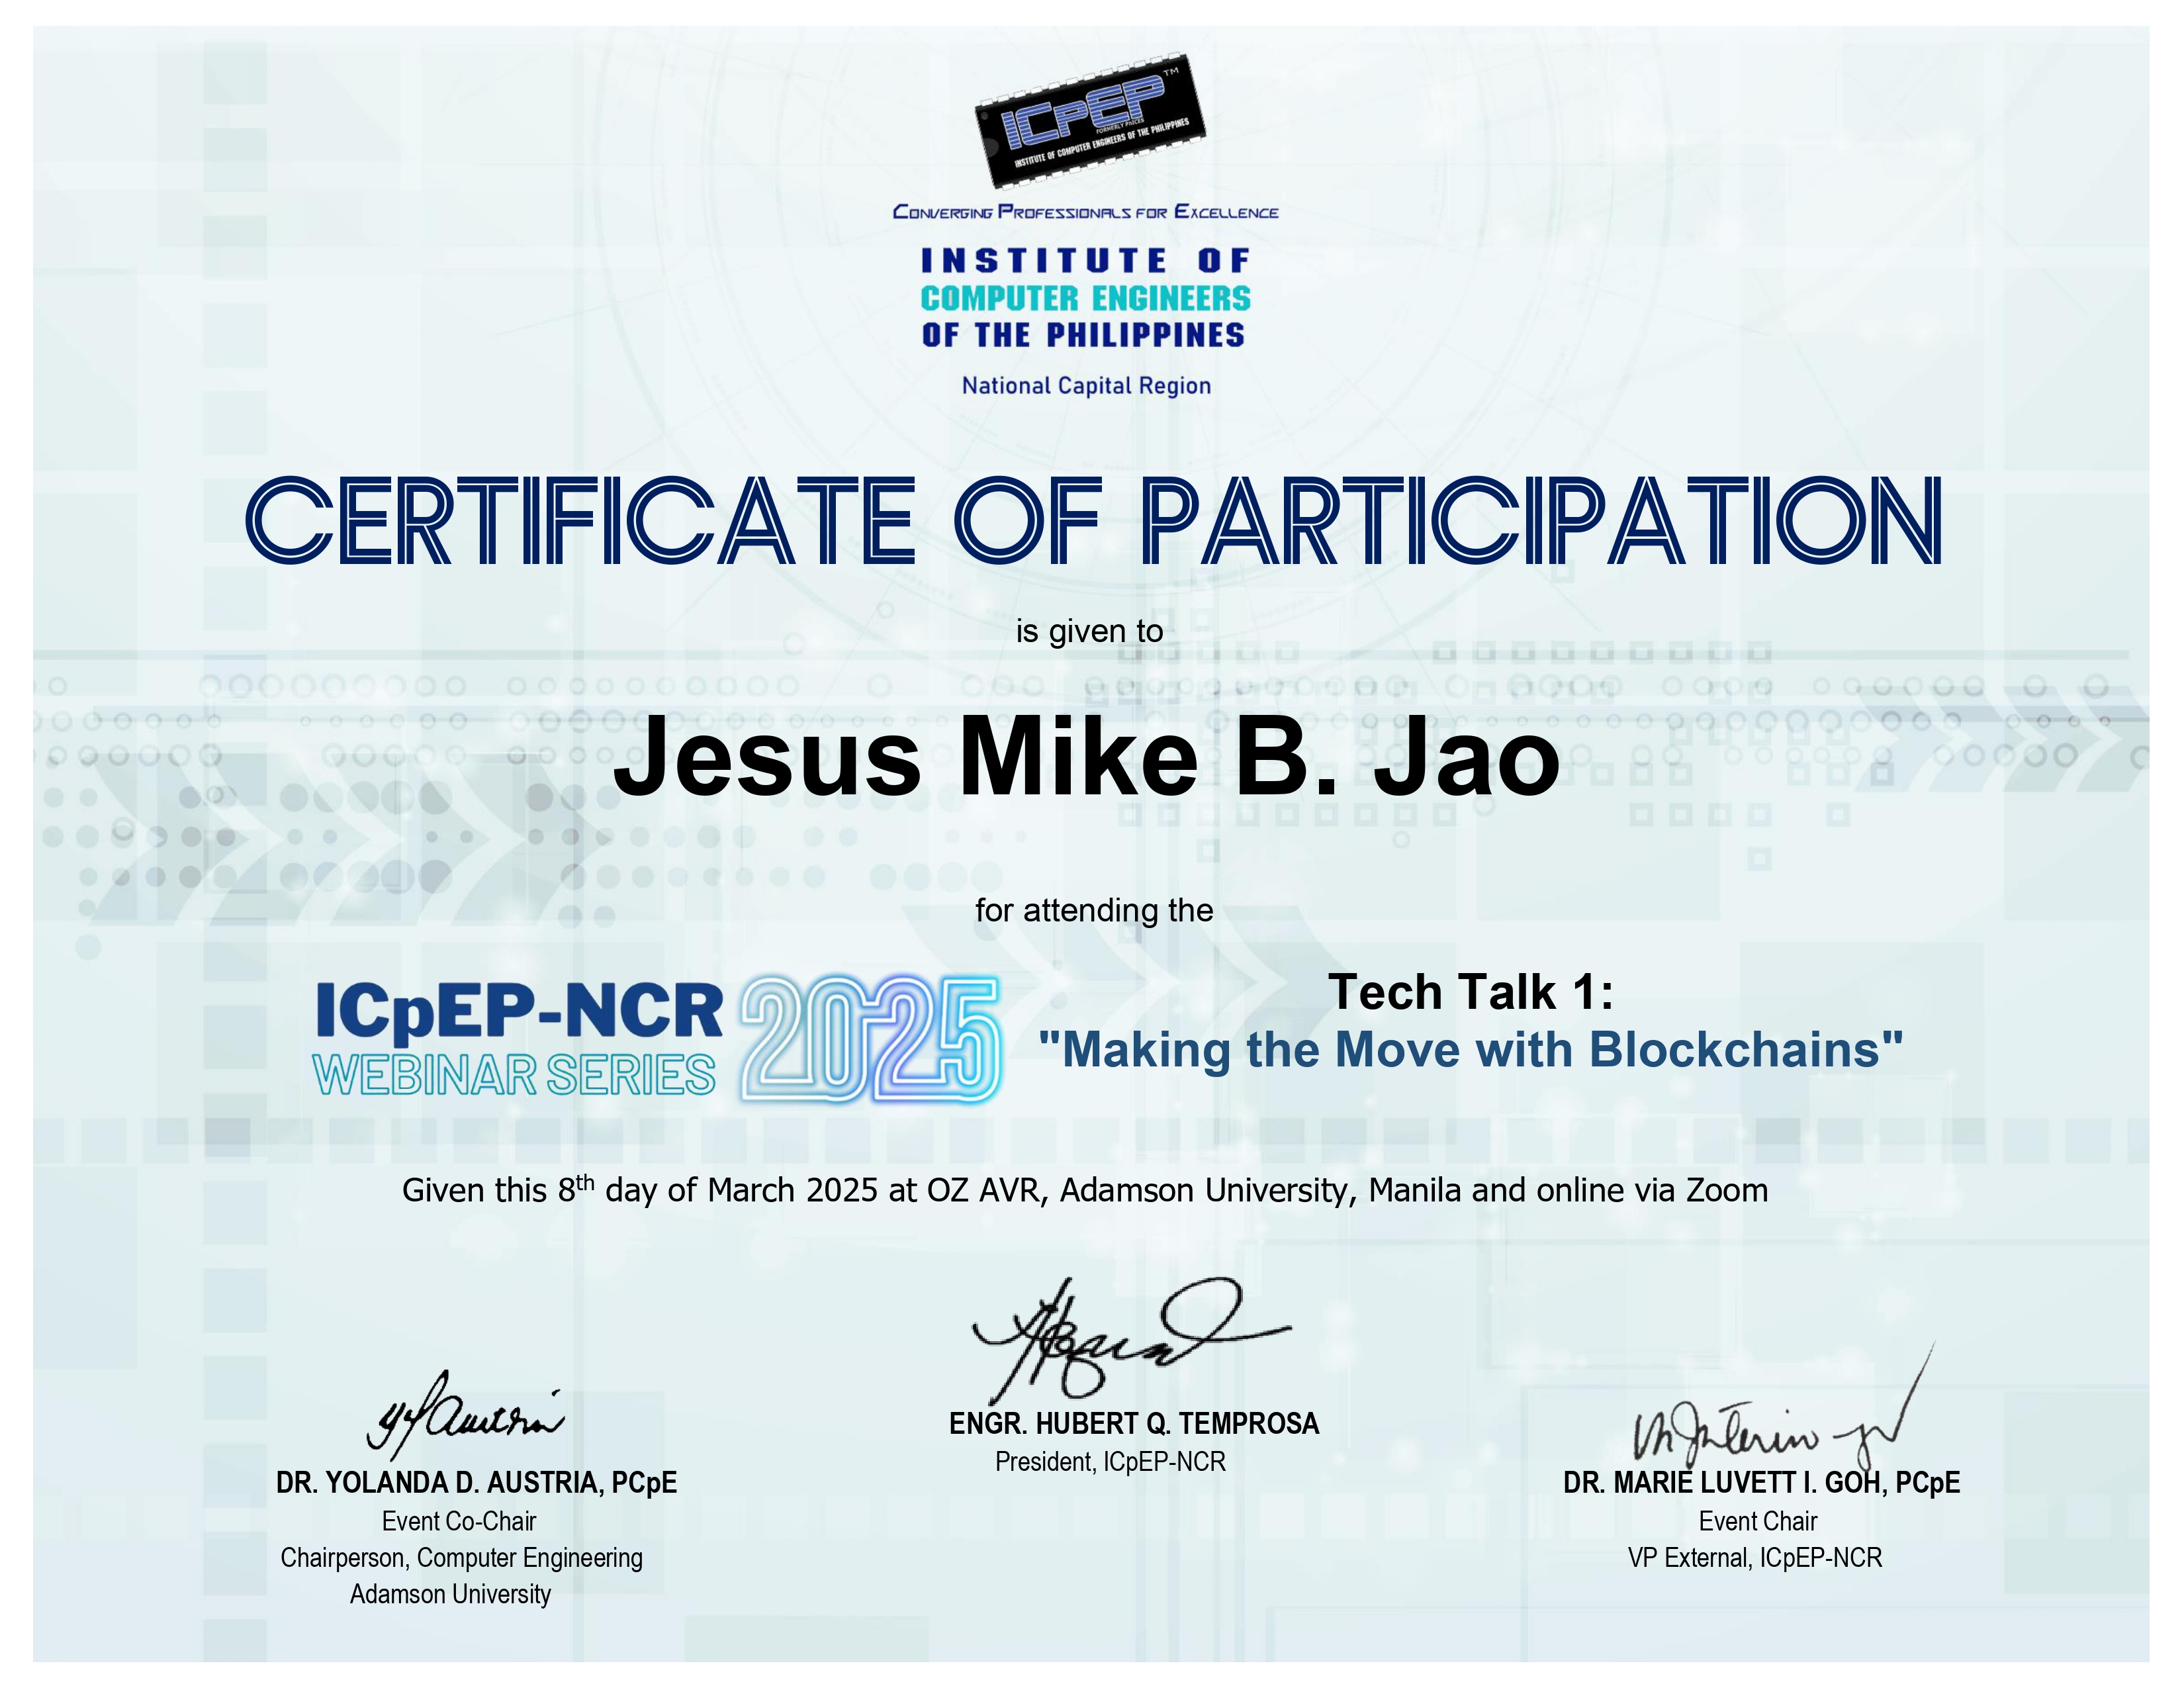 ICpEP TM
FORMERLY PhICES
INSTITUTE OF COMPUTER ENGINEERS OF THE PHILIPPINES
CONVERGING PROFESSIONALS FOR EXCELLENCE
INSTITUTE OF
COMPUTER ENGINEERS
OF THE PHILIPPINES
National Capital Region
CERTIFICATE OF PARTICIPATION
is given to
Jesus Mike B. Jao
for attending the
ICpEP-NCR
WEBINAR SERIES
2025
Tech Talk 1:
"Making the Move with Blockchains"
Given this 8th day of March 2025 at OZ AVR, Adamson University, Manila and online via Zoom
ENGR. HUBERT Q. TEMPROSA
President, ICpEP-NCR
DR. YOLANDA D. AUSTRIA, PCpE
Event Co-Chair
Chairperson, Computer Engineering
Adamson University
DR. MARIE LUVETT I. GOH, PCpE
Event Chair
VP External, ICpEP-NCR